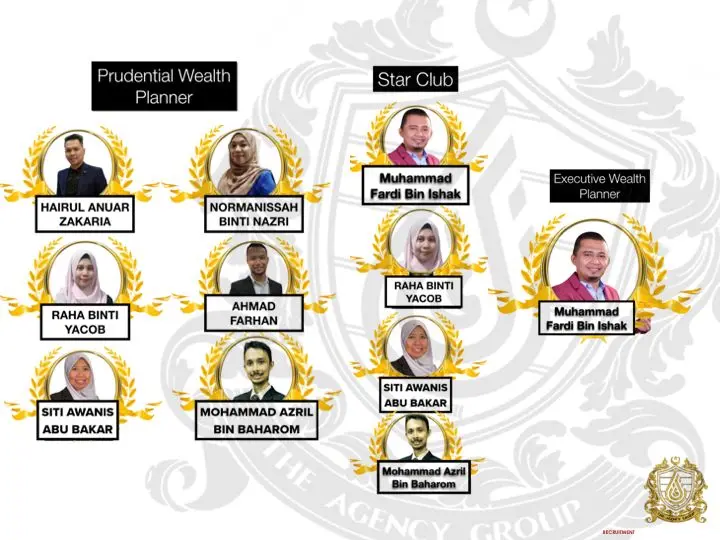 Prudential Wealth
Planner
HAIRUL ANUAR
ZAKARIA
NORMANISSAH
BINTI NAZRI
RAHA BINTI
YACOB
AHMAD
FARHAN
SITI AWANIS
ABU BAKAR
MOHAMMAD AZRIL
BIN BAHAROM
Star Club
Muhammad
Fardi Bin Ishak
RAHA BINTI
YACOB
SITI AWANIS
ABU BAKAR
Mohammad Azril
Bin Baharom
Executive Wealth
Planner
Muhammad
Fardi Bin Ishak
THE AGENCY GROUP
RECRUITMENT